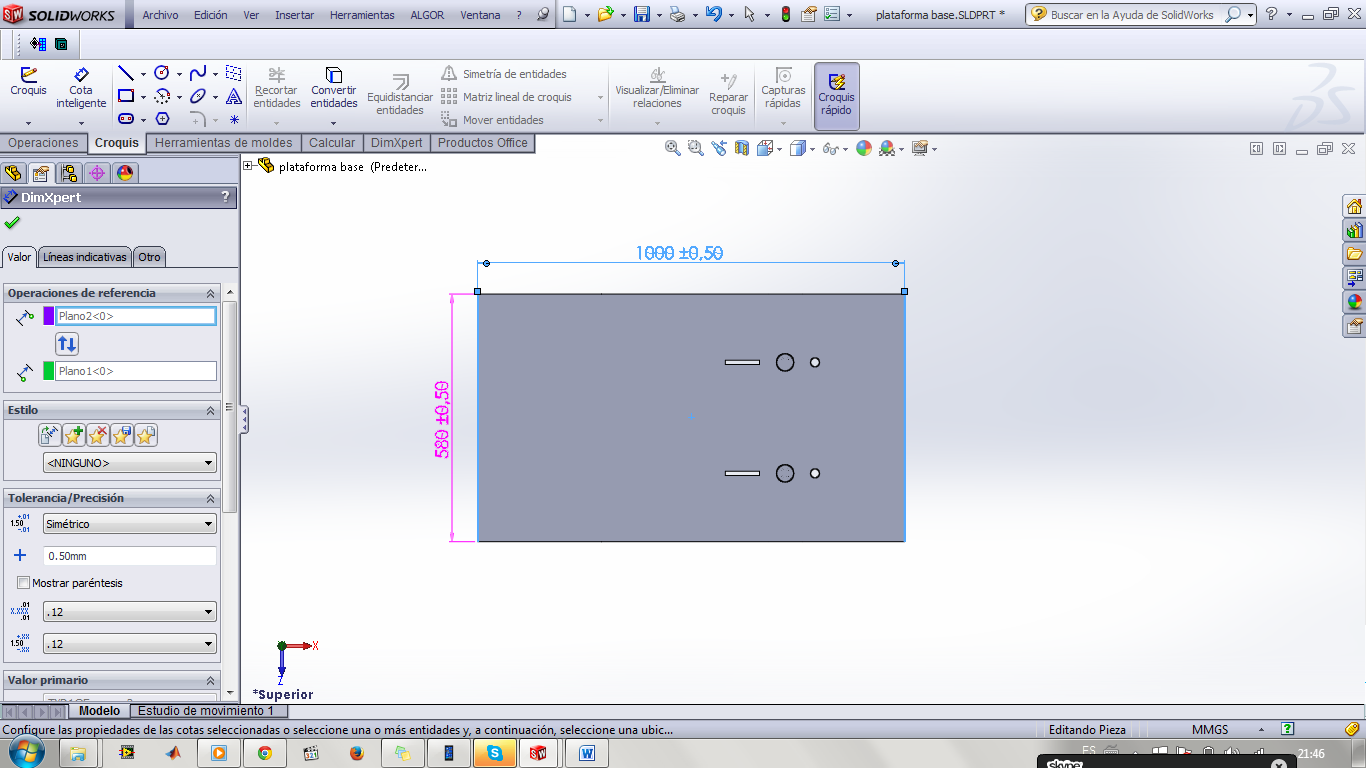 SOLIDWORKS Archivo Edición Ver Insertar Herramientas ALGOR Ventana ? plataforma base.SLDPRT * Buscar en la Ayuda de SolidWorks ?
Croquis
Cota inteligente
Recortar entidades
Convertir entidades
Equidistanciar entidades
Simetría de entidades
Matriz lineal de croquis
Mover entidades
Visualizar/Eliminar relaciones
Reparar croquis
Capturas rápidas
Croquis rápido
Operaciones Croquis Herramientas de moldes Calcular DimXpert Productos Office
plataforma base (Predeter...
DimXpert ?
Valor Líneas indicativas Otro
Operaciones de referencia
Plano2<0>
Plano1<0>
Estilo
<NINGUNO>
Tolerancia/Precisión
Simétrico
0.50mm
Mostrar paréntesis
.12
.12
Valor primario
1000 ±0,50
580 ±0,50
X
Z
*Superior
Modelo Estudio de movimiento 1
Configure las propiedades de las cotas seleccionadas o seleccione una o más entidades y, a continuación, seleccione una ubic... Editando Pieza MMGS ?
ES 21:46
skype